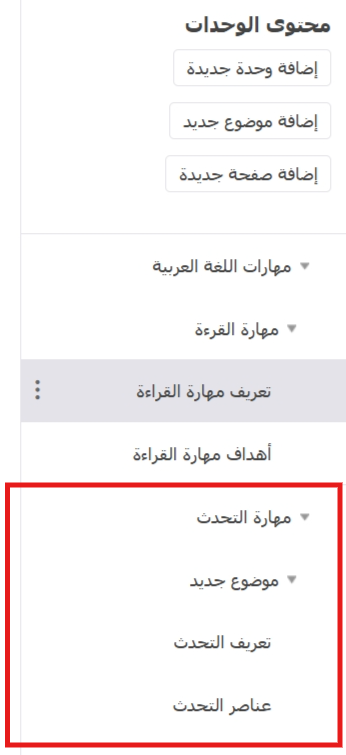 محتوى الوحدات
إضافة وحدة جديدة
إضافة موضوع جديد
إضافة صفحة جديدة
مهارات اللغة العربية
مهارة القرءة
تعريف مهارة القراءة
أهداف مهارة القراءة
مهارة التحدث
موضوع جديد
تعريف التحدث
عناصر التحدث